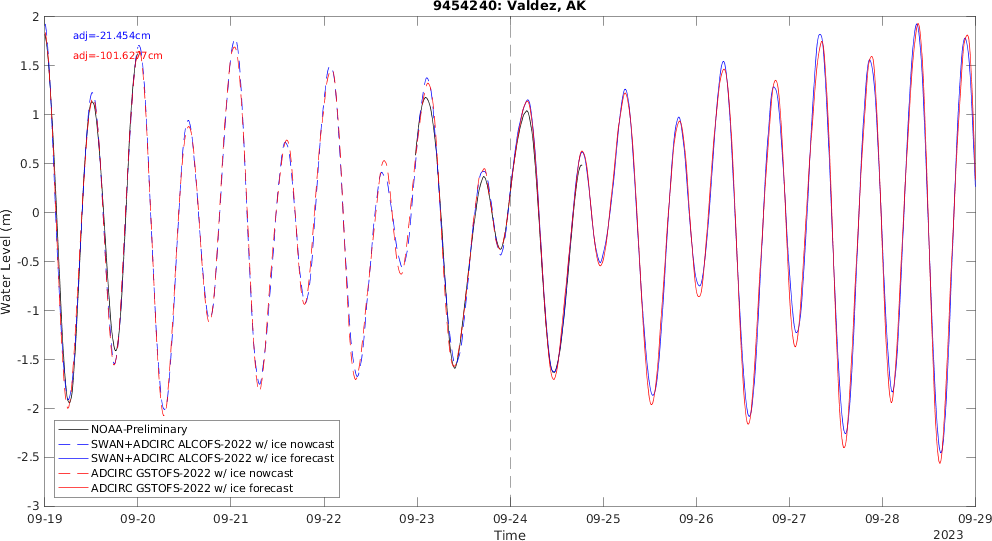 9454240: Valdez, AK
adj=-21.454cm
adj=-101.6277cm
2
1.5
1
0.5
0
-0.5
-1
-1.5
-2
-2.5
-3
Water Level (m)
NOAA-Preliminary
SWAN+ADCIRC ALCOFS-2022 w/ ice nowcast
SWAN+ADCIRC ALCOFS-2022 w/ ice forecast
ADCIRC GSTOFS-2022 w/ ice nowcast
ADCIRC GSTOFS-2022 w/ ice forecast
09-19 09-20 09-21 09-22 09-23 09-24 09-25 09-26 09-27 09-28 09-29
Time
2023